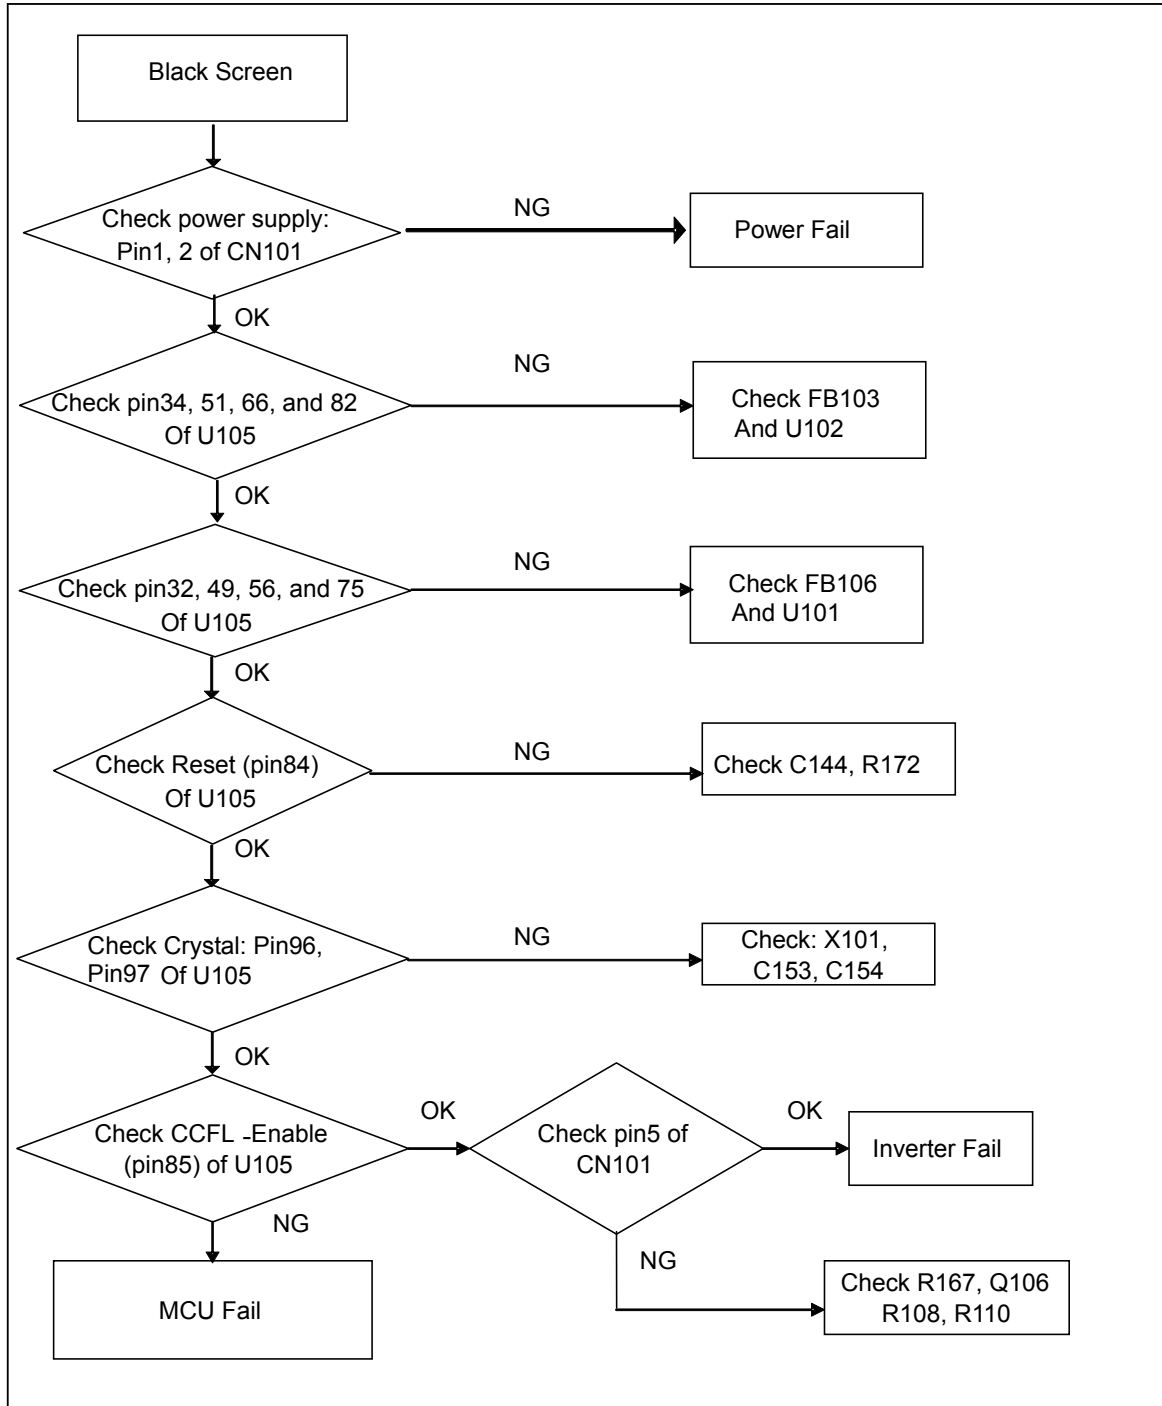 Black Screen
Check power supply:
Pin1, 2 of CN101
NG
Power Fail
OK
Check pin34, 51, 66, and 82
Of U105
NG
Check FB103
And U102
OK
Check pin32, 49, 56, and 75
Of U105
NG
Check FB106
And U101
OK
Check Reset (pin84)
Of U105
NG
Check C144, R172
OK
Check Crystal: Pin96,
Pin97 Of U105
NG
Check: X101,
C153, C154
OK
Check CCFL -Enable
(pin85) of U105
OK
Check pin5 of
CN101
OK
Inverter Fail
NG
MCU Fail
NG
Check R167, Q106
R108, R110